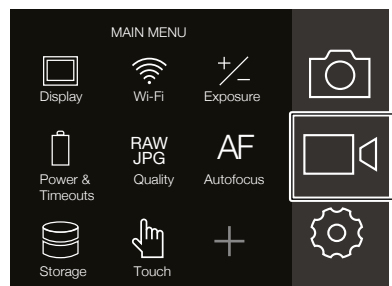 MAIN MENU
Display
Wi-Fi
+/−
Exposure
Power &
Timeouts
RAW
JPG
Quality
AF
Autofocus
Storage
Touch